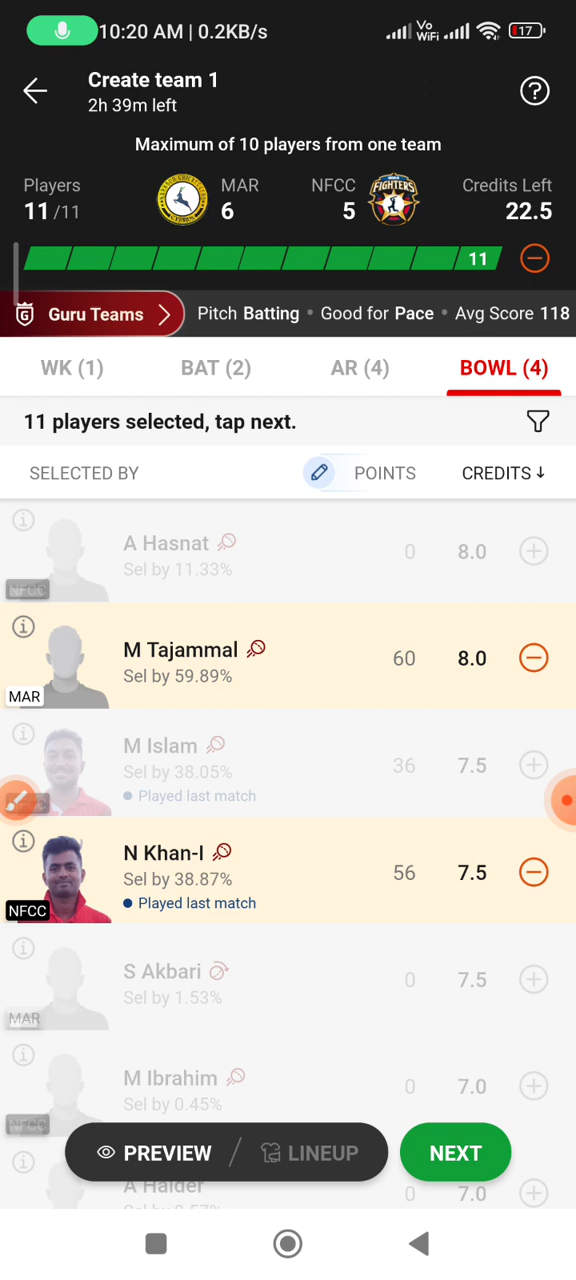 10:20 AM | 0.2KB/s
Vo WiFi
17
Create team 1
2h 39m left
Maximum of 10 players from one team
Players
11/11
MAR
6
NFCC
5
FIGHTERS
Credits Left
22.5
11
G Guru Teams
Pitch Batting • Good for Pace • Avg Score 118
WK (1) BAT (2) AR (4) BOWL (4)
11 players selected, tap next.
SELECTED BY POINTS CREDITS ↓
A Hasnat 0 8.0
Sel by 11.33%
NFCC
M Tajammal 60 8.0
Sel by 59.89%
MAR
M Islam 36 7.5
Sel by 38.05%
Played last match
N Khan-I 56 7.5
Sel by 38.87%
Played last match
NFCC
S Akbari 0 7.5
Sel by 1.53%
MAR
M Ibrahim 0 7.0
Sel by 0.45%
NFCC
PREVIEW / LINEUP
NEXT
A Haider 0 7.0